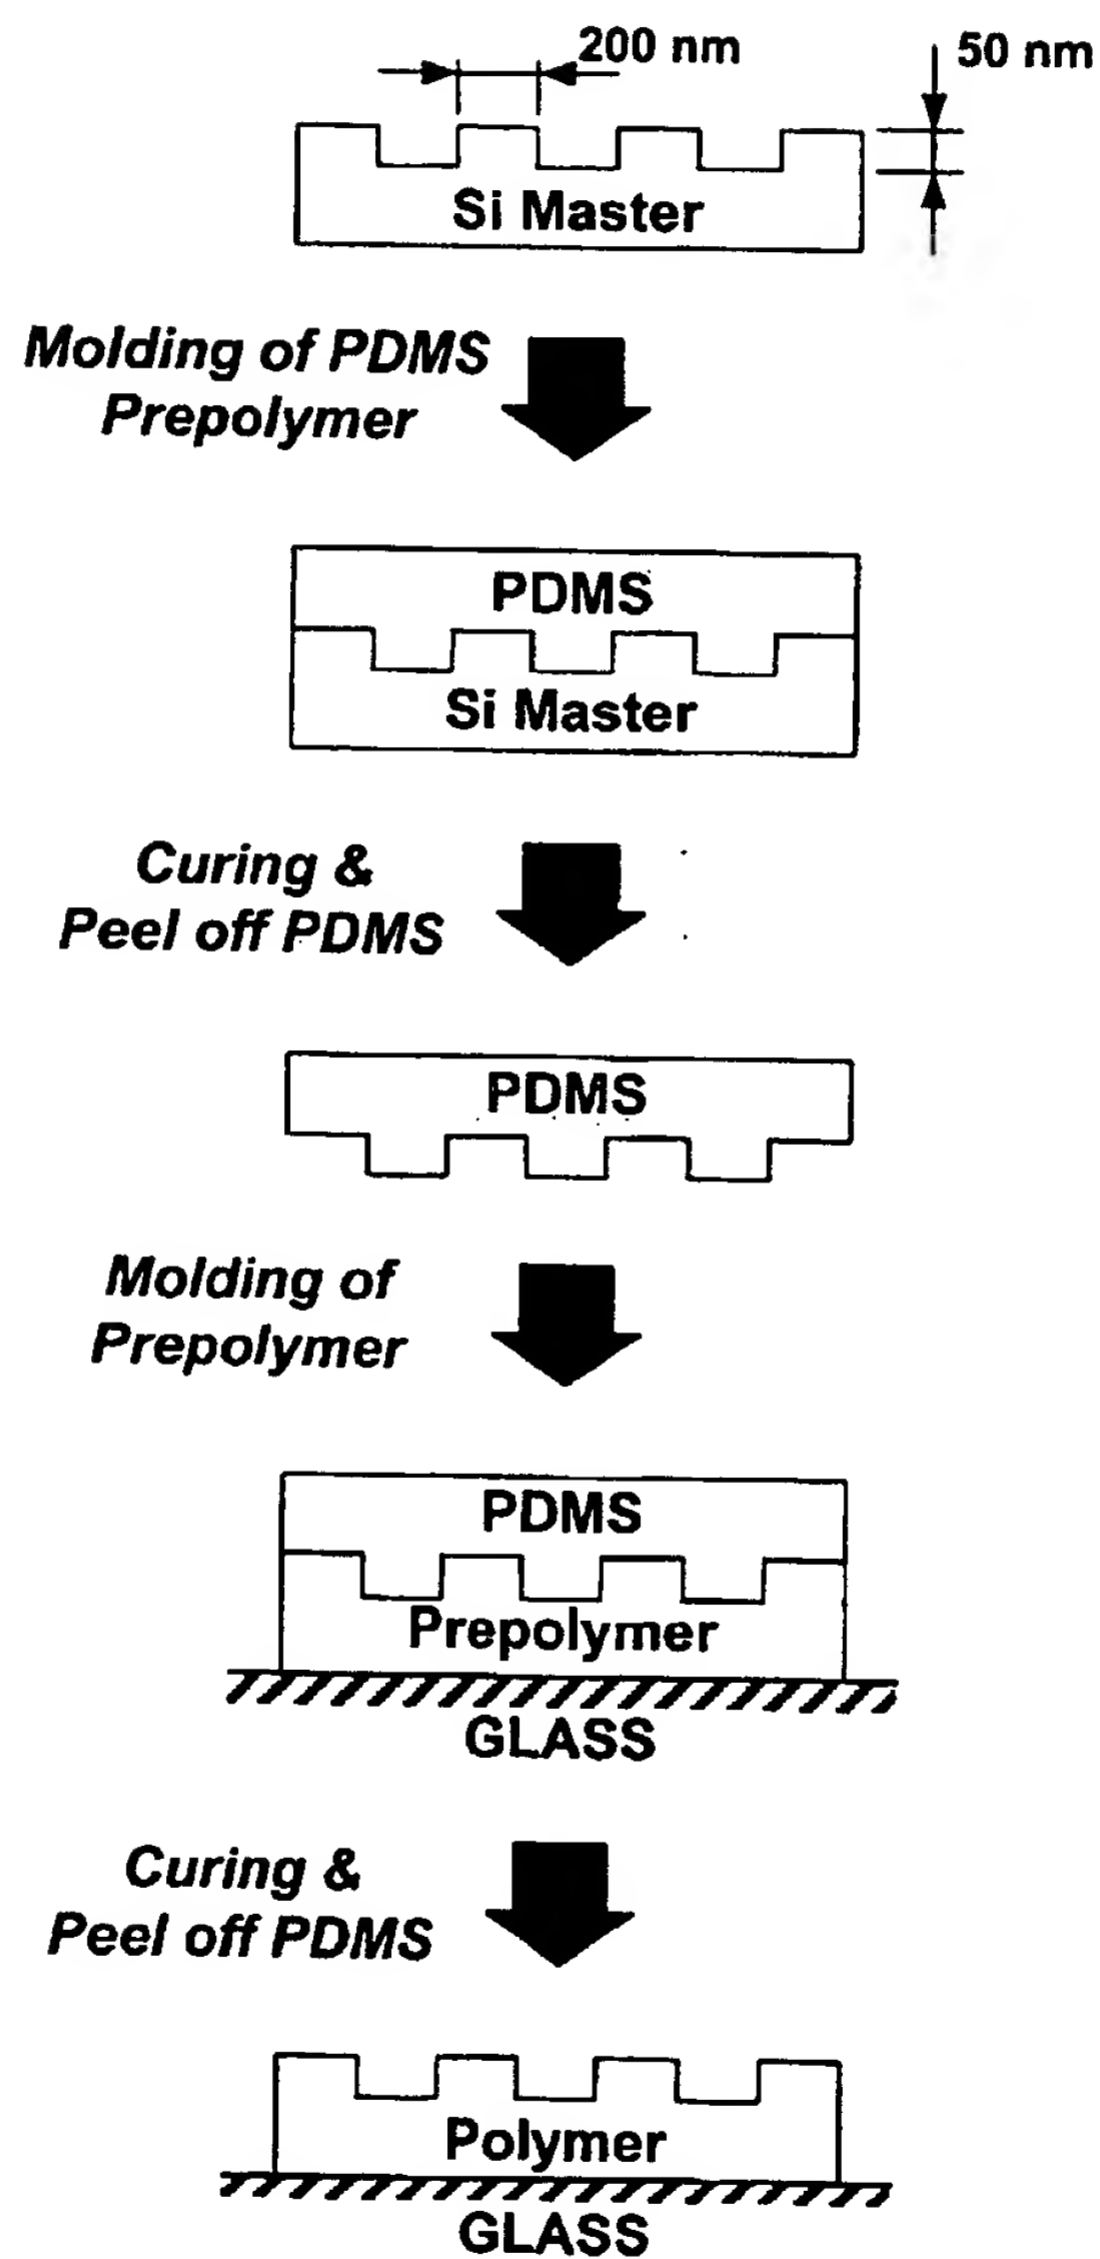 200 nm
50 nm
Si Master
Molding of PDMS
Prepolymer
PDMS
Si Master
Curing &
Peel off PDMS
PDMS
Molding of
Prepolymer
PDMS
Prepolymer
GLASS
Curing &
Peel off PDMS
Polymer
GLASS